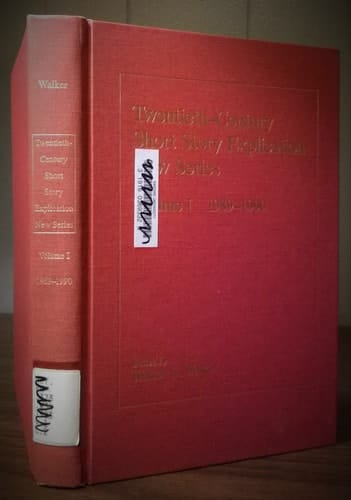 Walker
Twentieth-
Century
Short
Story
Explication
New Series
Volume I
1989–1990
Twentieth-Century
Short Story Explication
New Series
Volume I 1989–1990